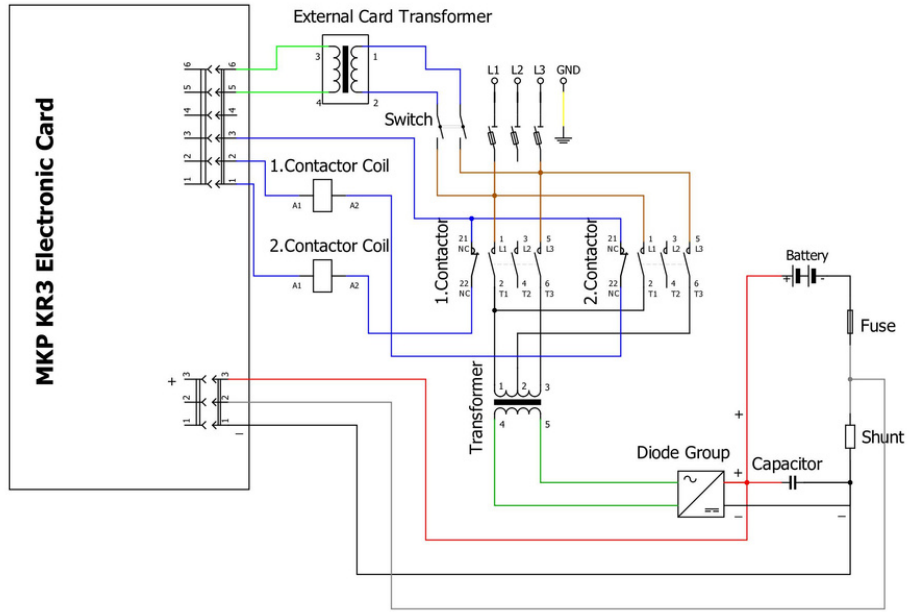 External Card Transformer
3 1
4 2
L1 L2 L3 GND
Switch
MKP KR3 Electronic Card
6 6
5 5
4 4
3 3
2 2
1 1
1.Contactor Coil
A1 A2
2.Contactor Coil
A1 A2
1.Contactor
21 1 3 5
NC L1 L2 L3
22 2 4 6
NC T1 T2 T3
2.Contactor
21 1 3 5
NC L1 L2 L3
22 2 4 6
NC T1 T2 T3
Battery
+ -
Fuse
Shunt
+ 3 3
2 2
1 1
−
Transformer
1 2 3
4 5
Diode Group
+
+
−
Capacitor
−